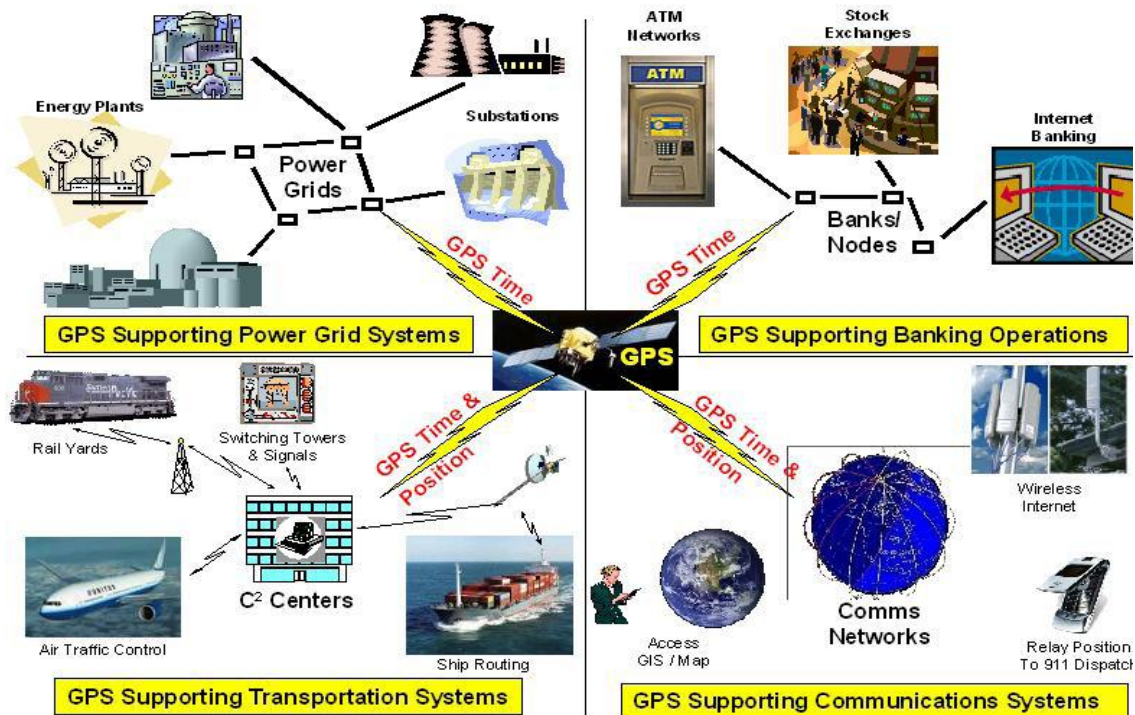 Energy Plants
Power
Grids
Substations
GPS Time
GPS Supporting Power Grid Systems
ATM
Networks
ATM
Stock
Exchanges
Internet
Banking
Banks/
Nodes
GPS Time
GPS Supporting Banking Operations
GPS
Rail Yards
Switching Towers
& Signals
GPS Time &
Position
C² Centers
Air Traffic Control
UNITED
Ship Routing
GPS Supporting Transportation Systems
GPS Time &
Position
Wireless
Internet
Comms
Networks
Access
GIS / Map
Relay Position
To 911 Dispatch
GPS Supporting Communications Systems